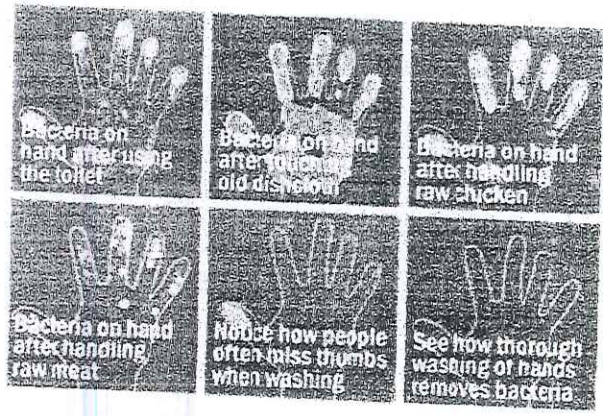 Bacteria on
hand after using
the toilet
Bacteria on hand
after touching
old dishcloth
Bacteria on hand
after handling
raw chicken
Bacteria on hand
after handling
raw meat
Notice how people
often miss thumbs
when washing
See how thorough
washing of hands
removes bacteria